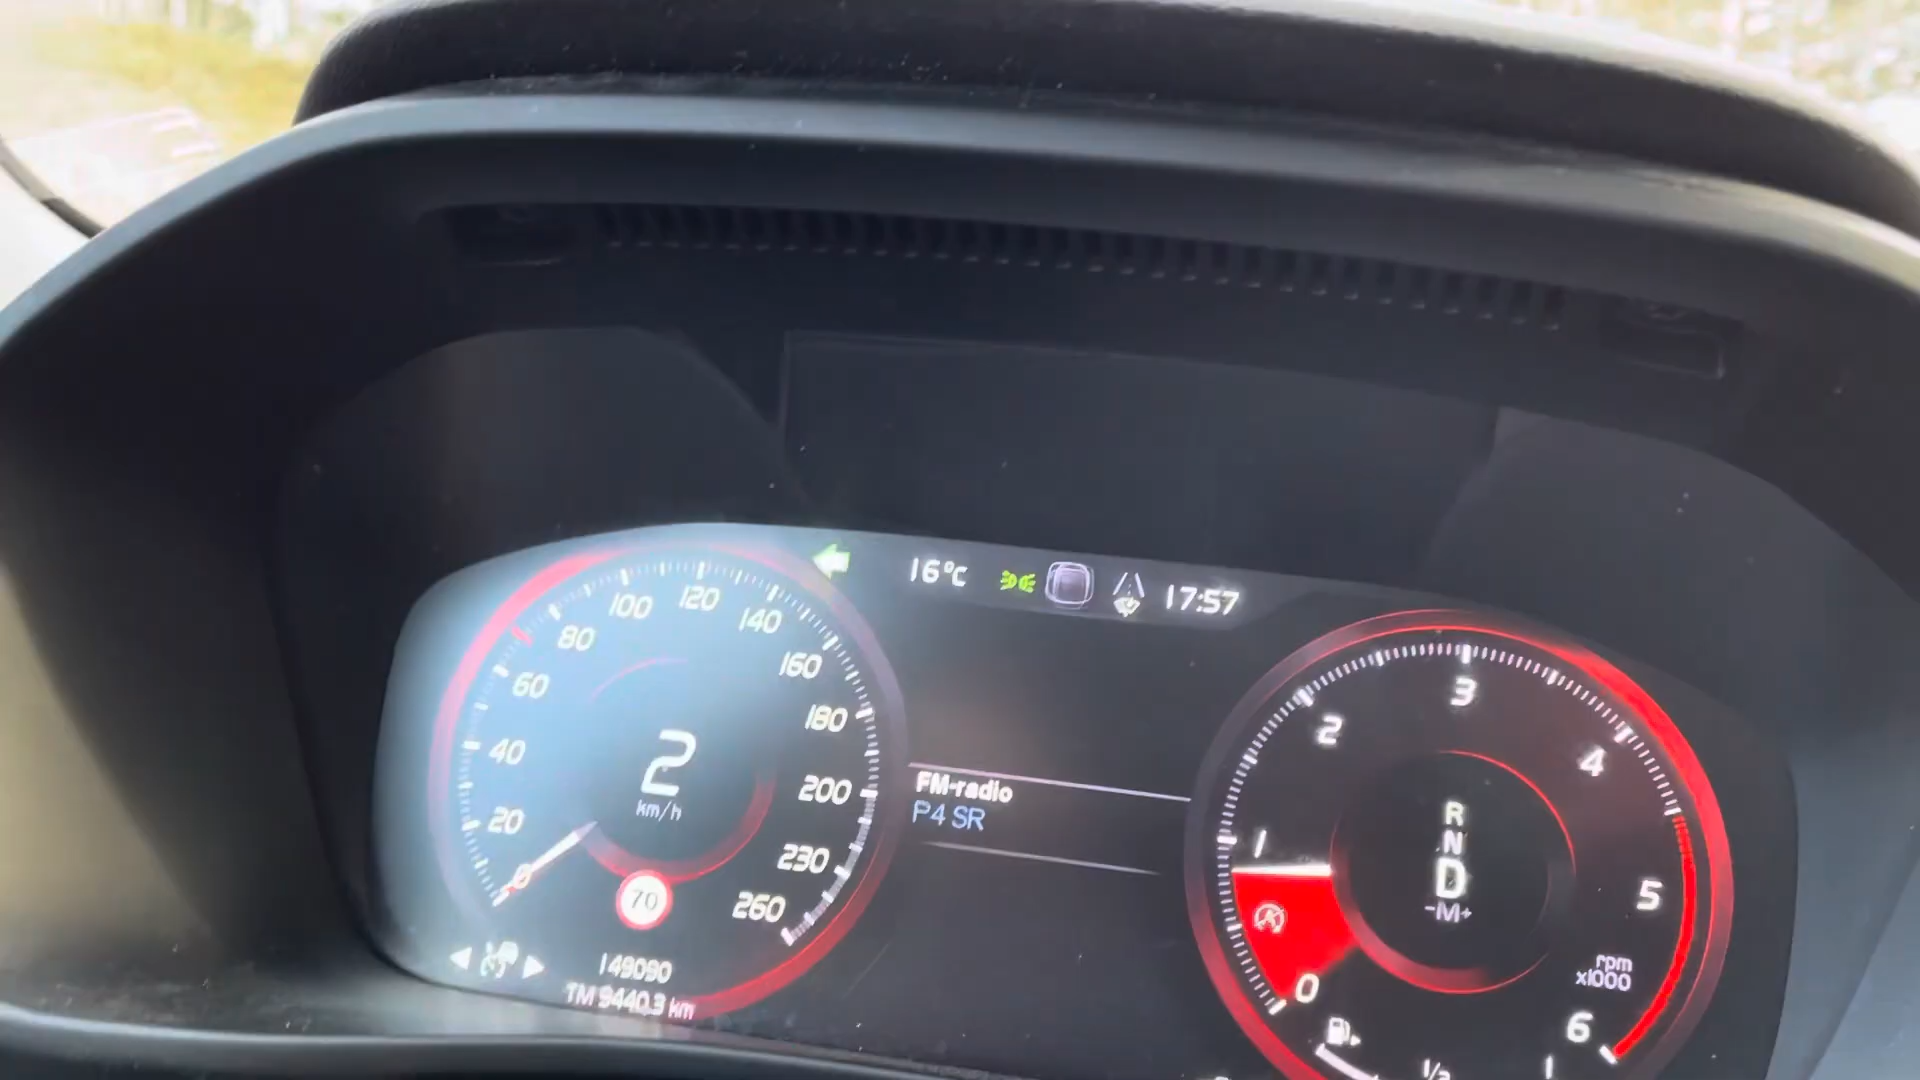 16°C 17:57
0 20 40 60 80 100 120 140 160 180 200 230 260
2
km/h
70
149090
TM 9440.3 km
FM-radio
P4 SR
0 1 2 3 4 5 6
R
N
D
-M+
rpm
x1000
1/2 1